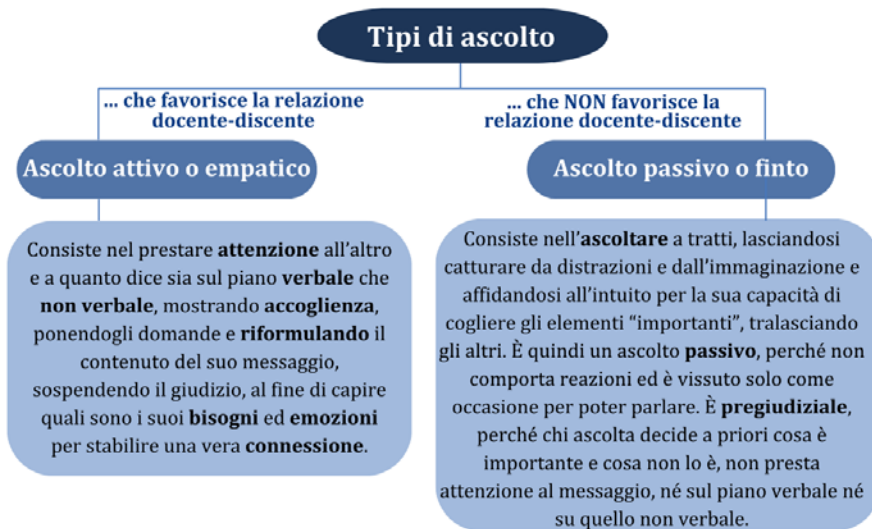 Tipi di ascolto
... che favorisce la relazione
docente-discente
Ascolto attivo o empatico
Consiste nel prestare attenzione all’altro
e a quanto dice sia sul piano verbale che
non verbale, mostrando accoglienza,
ponendogli domande e riformulando il
contenuto del suo messaggio,
sospendendo il giudizio, al fine di capire
quali sono i suoi bisogni ed emozioni
per stabilire una vera connessione.
... che NON favorisce la
relazione docente-discente
Ascolto passivo o finto
Consiste nell’ascoltare a tratti, lasciandosi
catturare da distrazioni e dall’immaginazione e
affidandosi all’intuito per la sua capacità di
cogliere gli elementi “importanti”, tralasciando
gli altri. È quindi un ascolto passivo, perché non
comporta reazioni ed è vissuto solo come
occasione per poter parlare. È pregiudiziale,
perché chi ascolta decide a priori cosa è
importante e cosa non lo è, non presta
attenzione al messaggio, né sul piano verbale né
su quello non verbale.